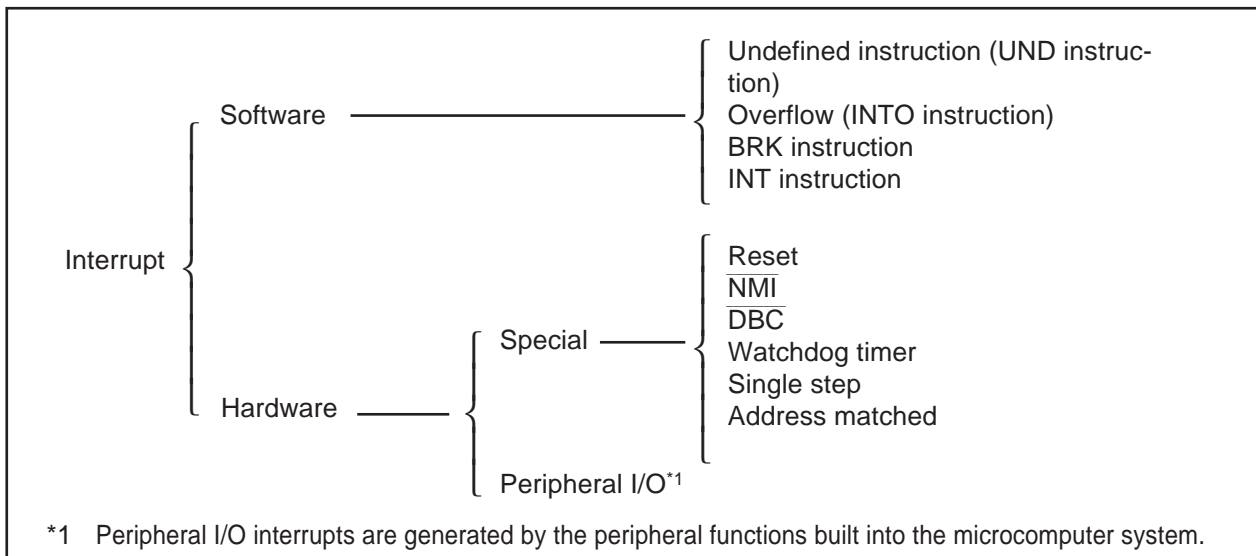 Undefined instruction (UND instruc-
tion)
Software
Overflow (INTO instruction)
BRK instruction
INT instruction
Interrupt
Reset
NMI
DBC
Special
Watchdog timer
Single step
Hardware
Address matched
Peripheral I/O*1
*1 Peripheral I/O interrupts are generated by the peripheral functions built into the microcomputer system.